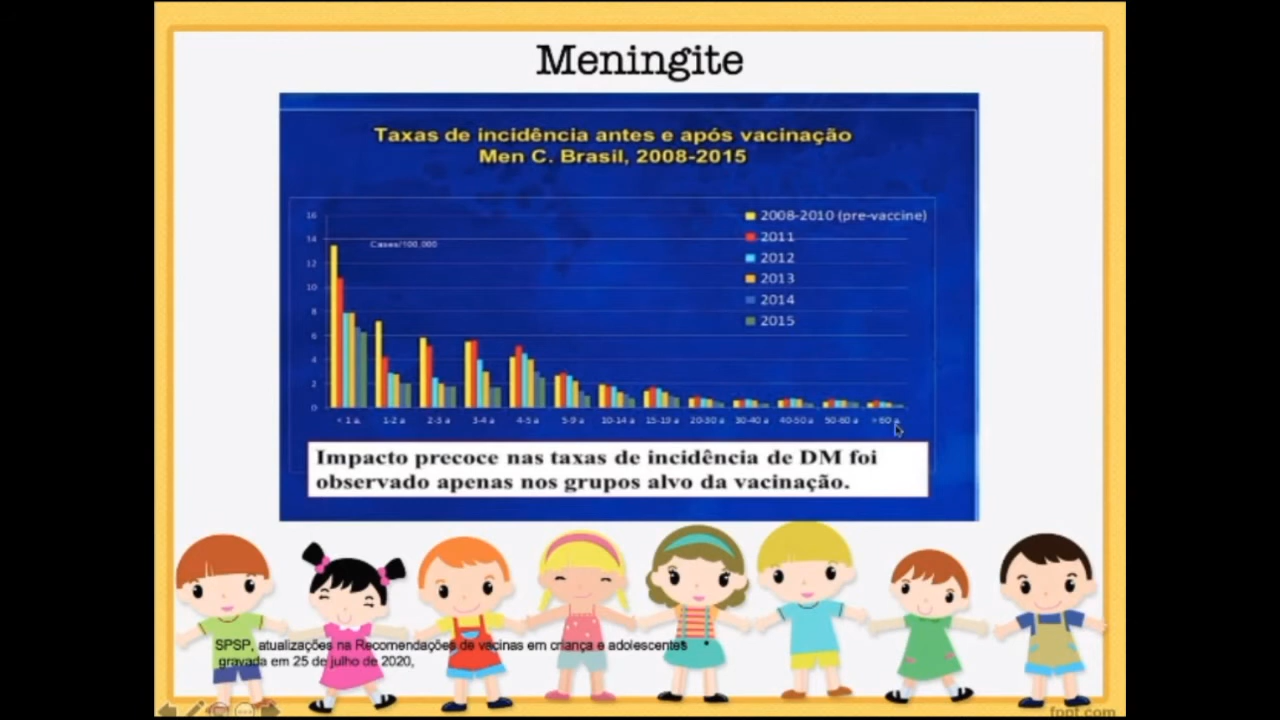 Meningite
Taxas de incidência antes e após vacinação
Men C. Brasil, 2008-2015
16
14
12
10
8
6
4
2
0
Cases/100,000
2008-2010 (pre-vaccine)
2011
2012
2013
2014
2015
< 1 a
1-2 a
2-3 a
3-4 a
4-5 a
5-9 a
10-14 a
15-19 a
20-30 a
30-40 a
40-50 a
50-60 a
> 60 a
Impacto precoce nas taxas de incidência de DM foi
observado apenas nos grupos alvo da vacinação.
SPSP, atualizações na Recomendações de vacinas em criança e adolescentes
gravada em 25 de julho de 2020,
fppt.com